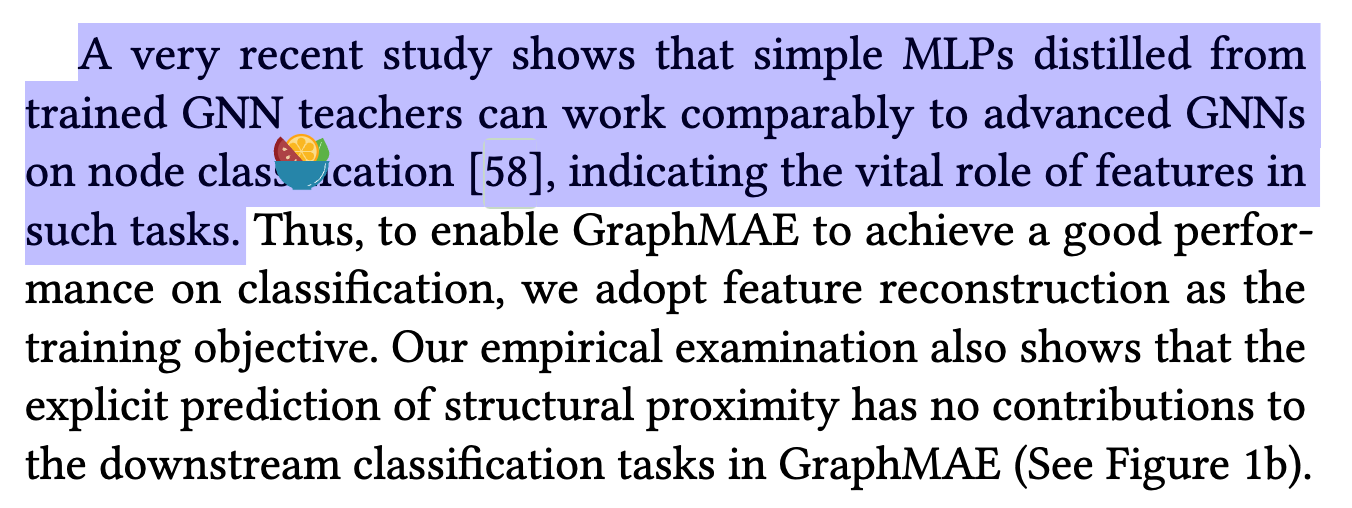 A very recent study shows that simple MLPs distilled from
trained GNN teachers can work comparably to advanced GNNs
on node classification [58], indicating the vital role of features in
such tasks. Thus, to enable GraphMAE to achieve a good perfor-
mance on classification, we adopt feature reconstruction as the
training objective. Our empirical examination also shows that the
explicit prediction of structural proximity has no contributions to
the downstream classification tasks in GraphMAE (See Figure 1b).